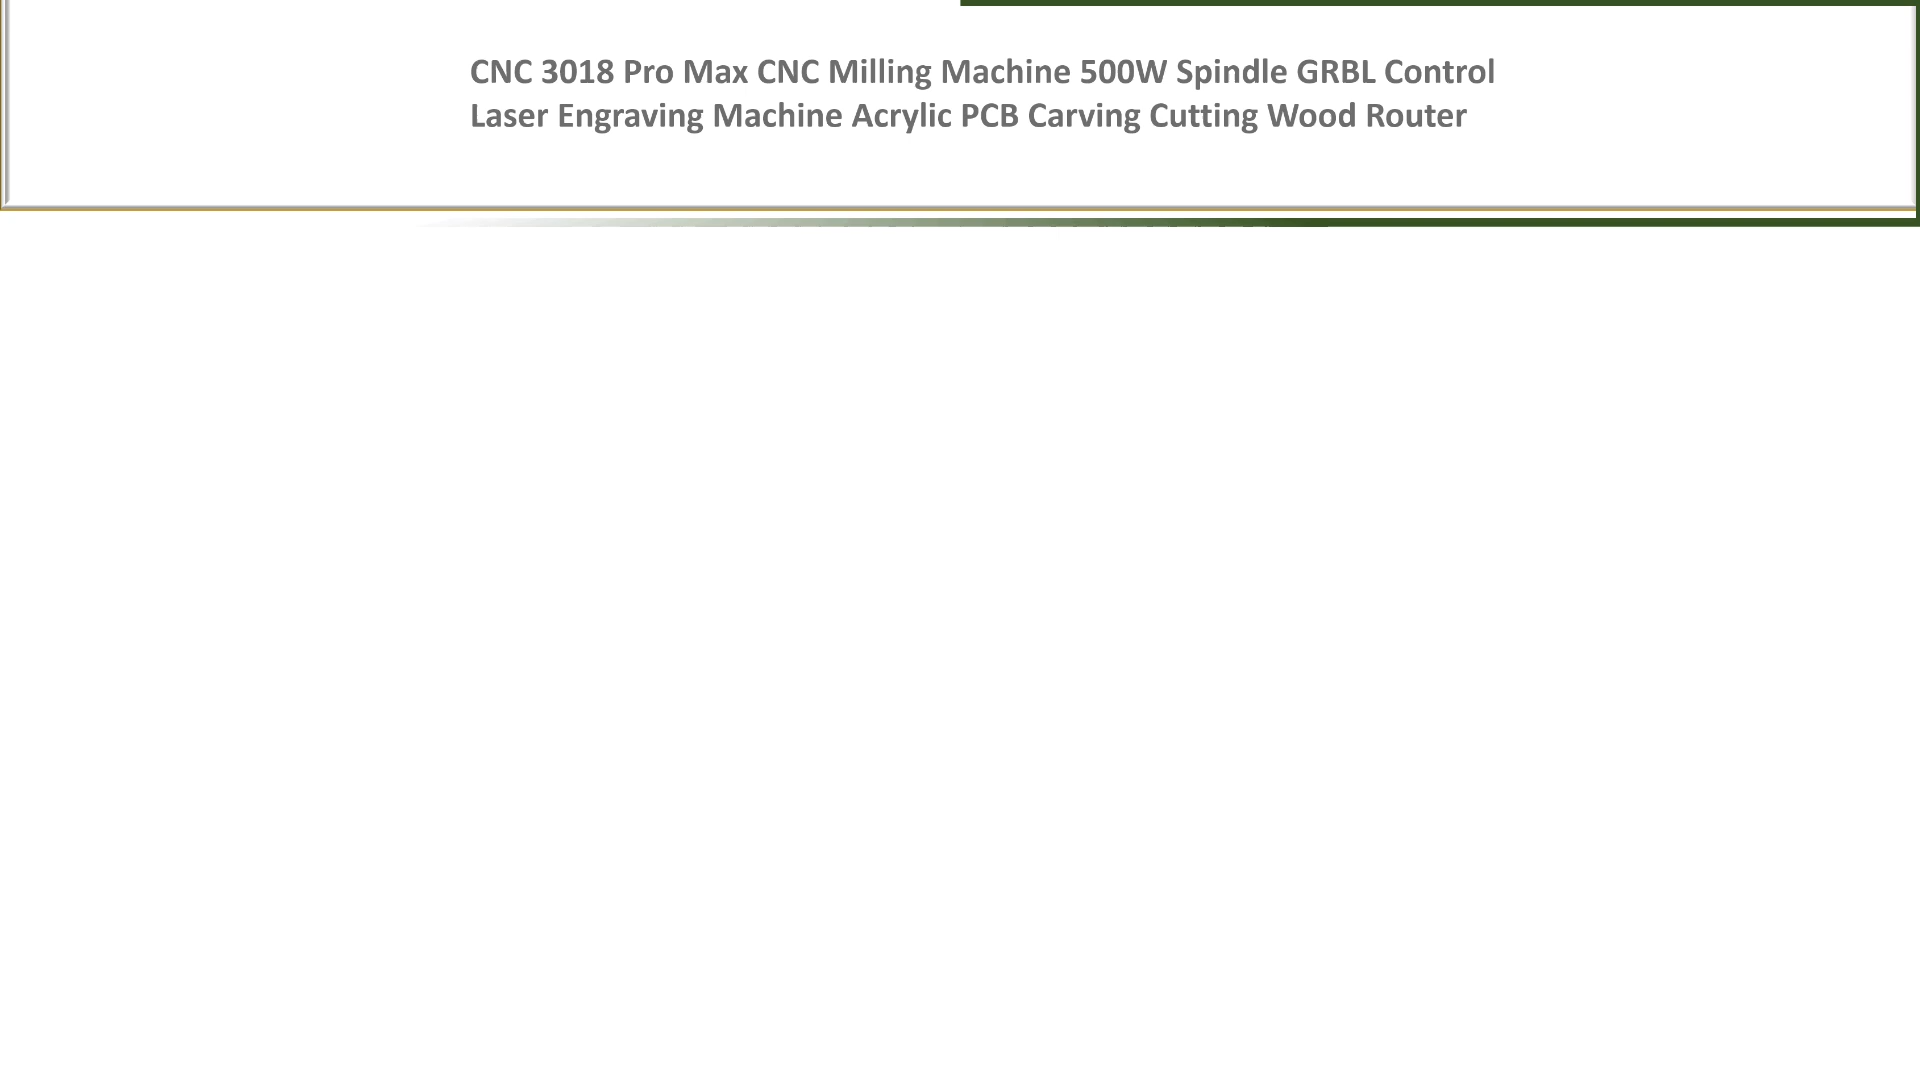 CNC 3018 Pro Max CNC Milling Machine 500W Spindle GRBL Control
Laser Engraving Machine Acrylic PCB Carving Cutting Wood Router